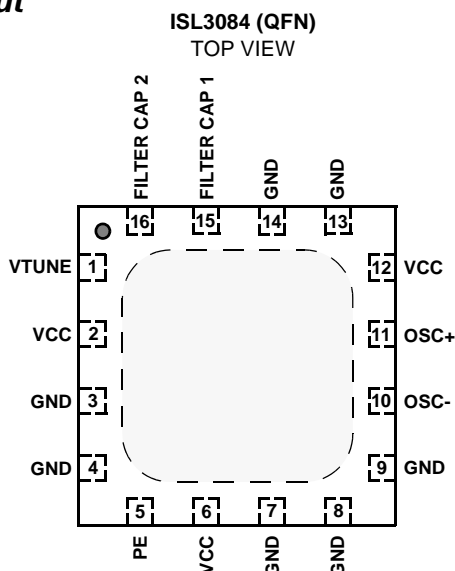 ISL3084 (QFN)
TOP VIEW
FILTER CAP 2
FILTER CAP 1
GND
GND
16
15
14
13
VTUNE 1
12 VCC
VCC 2
11 OSC+
GND 3
10 OSC-
GND 4
9 GND
5
6
7
8
PE
VCC
GND
GND